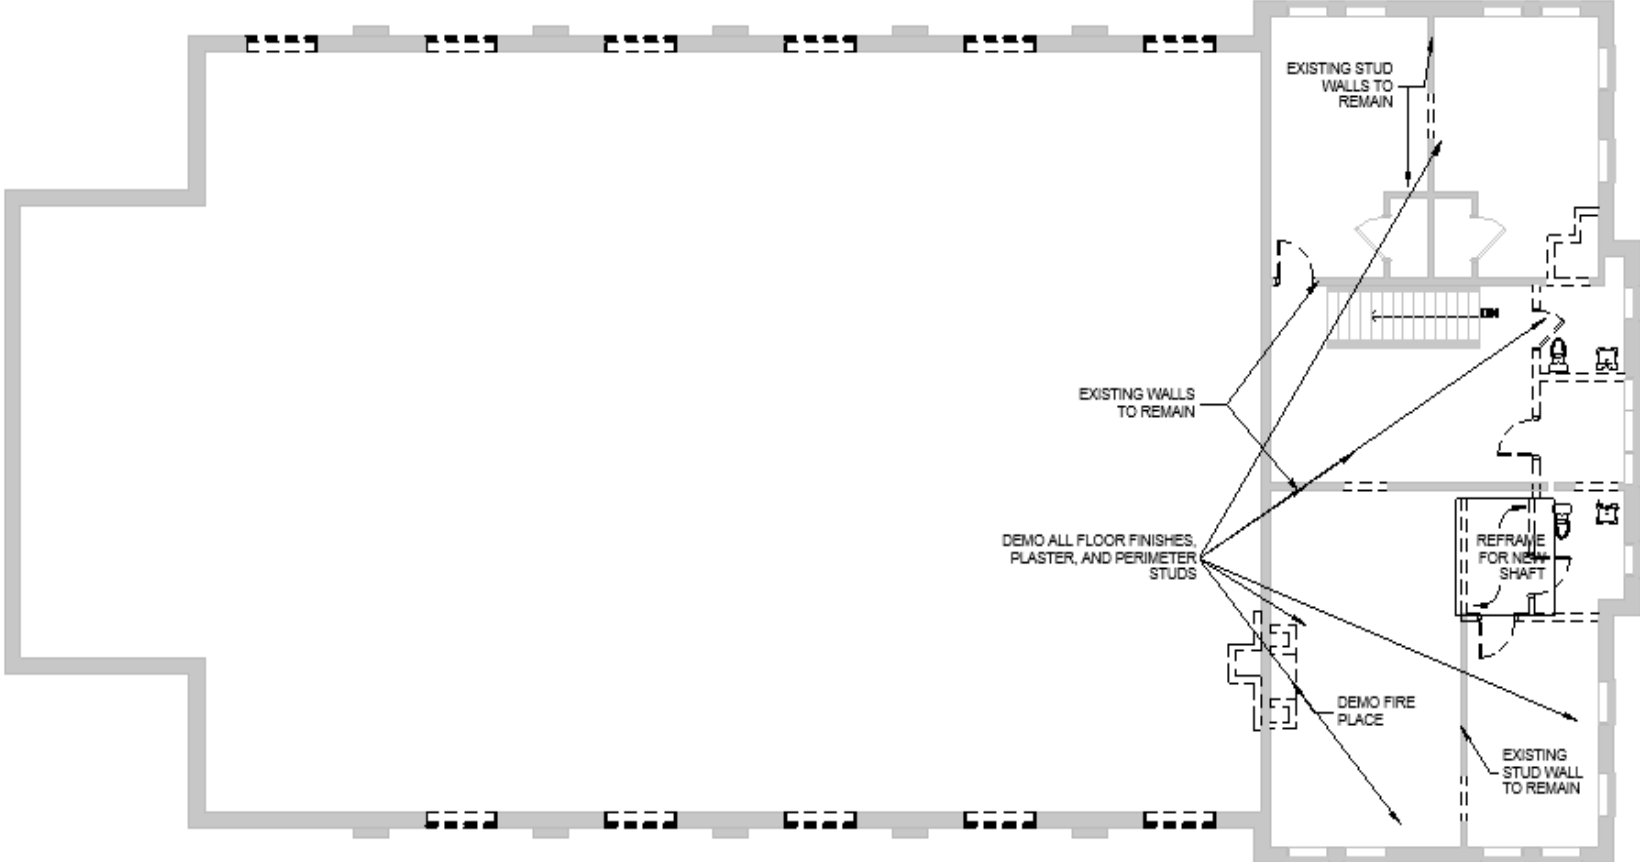 EXISTING STUD
WALLS TO
REMAIN
DN
EXISTING WALLS
TO REMAIN
DEMO ALL FLOOR FINISHES,
PLASTER, AND PERIMETER
STUDS
REFRAME
FOR NEW
SHAFT
DEMO FIRE
PLACE
EXISTING
STUD WALL
TO REMAIN